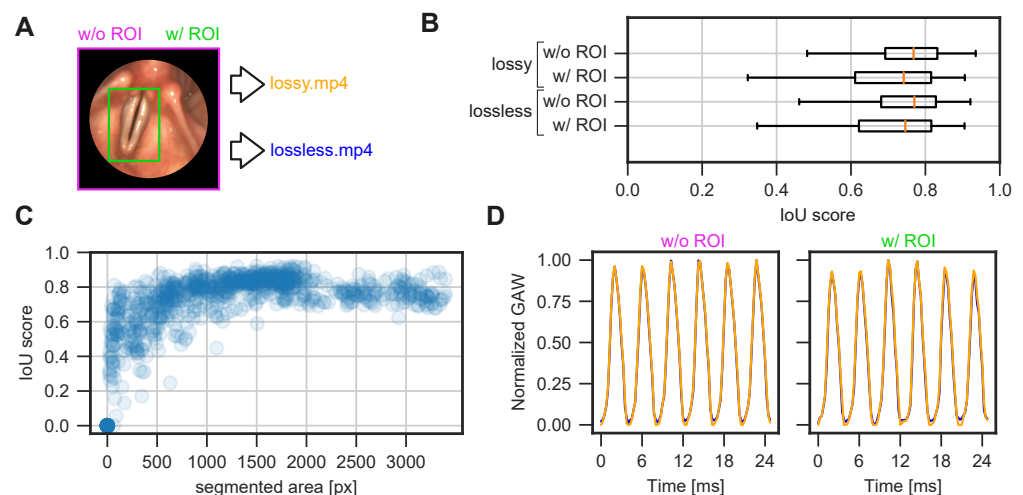 A
w/o ROI
w/ ROI
lossy.mp4
lossless.mp4
B
lossy
w/o ROI
w/ ROI
lossless
w/o ROI
w/ ROI
0.0 0.2 0.4 0.6 0.8 1.0
IoU score
C
IoU score
1.0
0.8
0.6
0.4
0.2
0.0
0 500 1000 1500 2000 2500 3000
segmented area [px]
D
w/o ROI
w/ ROI
Normalized GAW
1.00
0.75
0.50
0.25
0.00
0 6 12 18 24
Time [ms]
0 6 12 18 24
Time [ms]